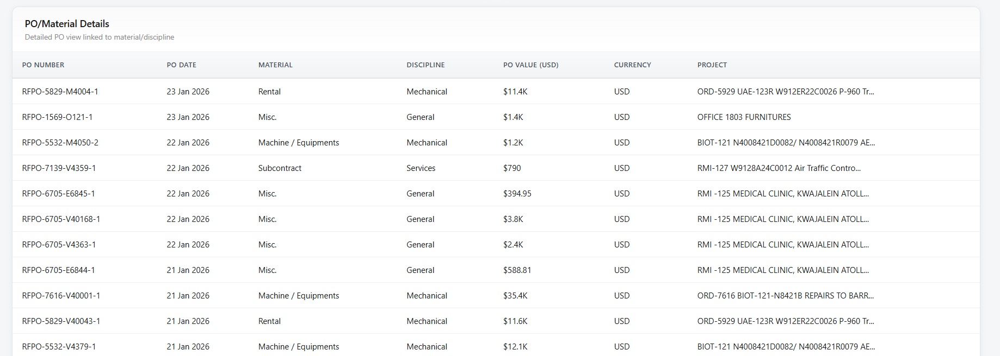 PO/Material Details
Detailed PO view linked to material/discipline
PO NUMBER PO DATE MATERIAL DISCIPLINE PO VALUE (USD) CURRENCY PROJECT
RFPO-5829-M4004-1 23 Jan 2026 Rental Mechanical $11.4K USD ORD-5929 UAE-123R W912ER22C0026 P-960 Tr...
RFPO-1569-O121-1 23 Jan 2026 Misc. General $1.4K USD OFFICE 1803 FURNITURES
RFPO-5532-M4050-2 22 Jan 2026 Machine / Equipments Mechanical $1.2K USD BIOT-121 N4008421D0082/ N4008421R0079 AE...
RFPO-7139-V4359-1 22 Jan 2026 Subcontract Services $790 USD RMI-127 W9128A24C0012 Air Traffic Contro...
RFPO-6705-E6845-1 22 Jan 2026 Misc. General $394.95 USD RMI -125 MEDICAL CLINIC, KWAJALEIN ATOLL...
RFPO-6705-V40168-1 22 Jan 2026 Misc. General $3.8K USD RMI -125 MEDICAL CLINIC, KWAJALEIN ATOLL...
RFPO-6705-V4363-1 22 Jan 2026 Misc. General $2.4K USD RMI -125 MEDICAL CLINIC, KWAJALEIN ATOLL...
RFPO-6705-E6844-1 21 Jan 2026 Misc. General $588.81 USD RMI -125 MEDICAL CLINIC, KWAJALEIN ATOLL...
RFPO-7616-V40001-1 21 Jan 2026 Machine / Equipments Mechanical $35.4K USD ORD-7616 BIOT-121-N8421B REPAIRS TO BARR...
RFPO-5829-V40043-1 21 Jan 2026 Rental Mechanical $11.6K USD ORD-5929 UAE-123R W912ER22C0026 P-960 Tr...
RFPO-5532-V4379-1 21 Jan 2026 Machine / Equipments Mechanical $12.1K USD BIOT-121 N4008421D0082/ N4008421R0079 AE...